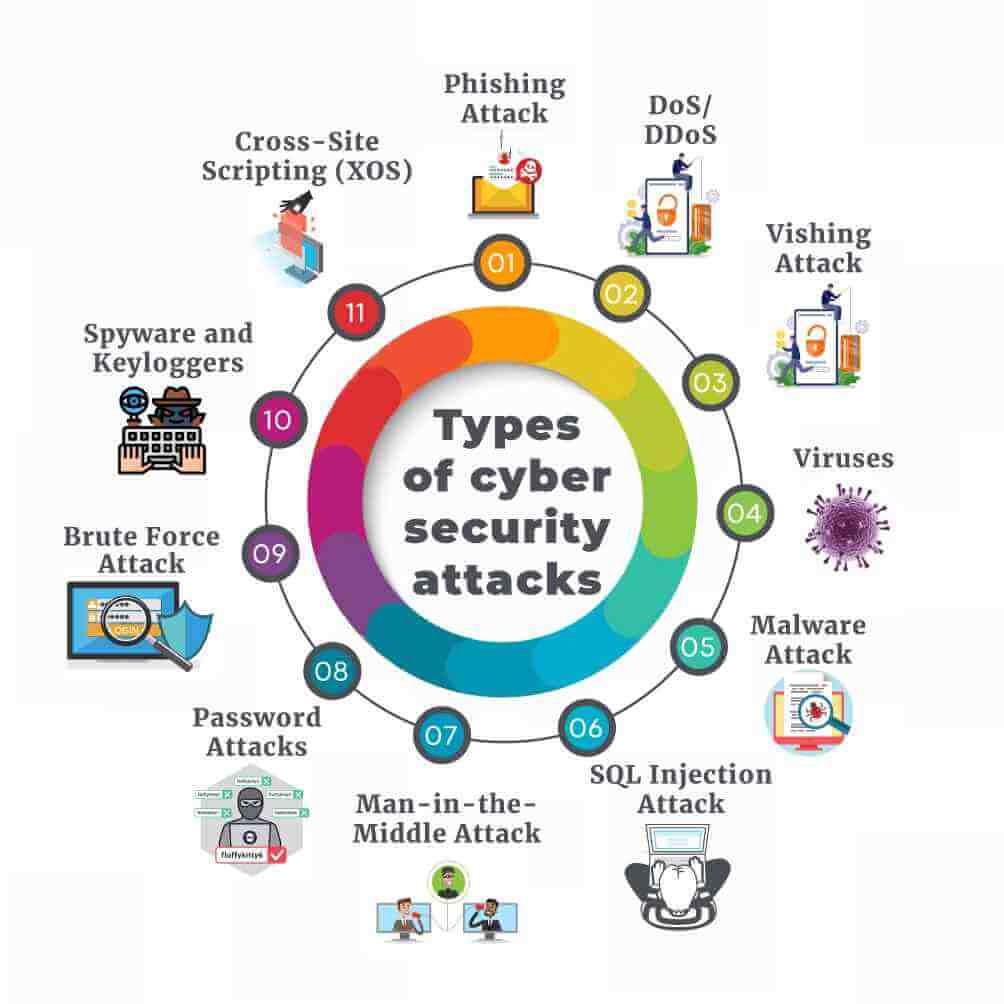 Phishing
Attack
DoS/
DDoS
Cross-Site
Scripting (XOS)
Vishing
Attack
01
02
11
Spyware and
Keyloggers
03
10
Types
of cyber
security
attacks
Viruses
04
Brute Force
Attack
09
LOGIN
Malware
Attack
05
08
Password
Attacks
07
06
SQL Injection
Attack
Man-in-the-
Middle Attack
fluffykitty6